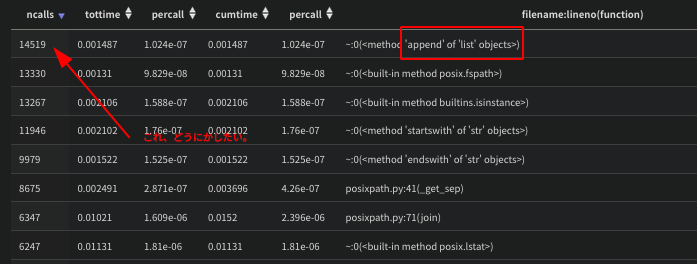 ncalls tottime percall cumtime percall filename:lineno(function)
14519 0.001487 1.024e-07 0.001487 1.024e-07 ~:0(<method 'append' of 'list' objects>)
13330 0.00131 9.829e-08 0.00131 9.829e-08 ~:0(<built-in method posix.fspath>)
13267 0.002106 1.588e-07 0.002106 1.588e-07 ~:0(<built-in method builtins.isinstance>)
11946 0.002102 1.76e-07 0.002102 1.76e-07 ~:0(<method 'startswith' of 'str' objects>)
これ、どうにかしたい。
9979 0.001522 1.525e-07 0.001522 1.525e-07 ~:0(<method 'endswith' of 'str' objects>)
8675 0.002491 2.871e-07 0.003696 4.26e-07 posixpath.py:41(_get_sep)
6347 0.01021 1.609e-06 0.0152 2.396e-06 posixpath.py:71(join)
6247 0.01131 1.81e-06 0.01131 1.81e-06 ~:0(<built-in method posix.lstat>)